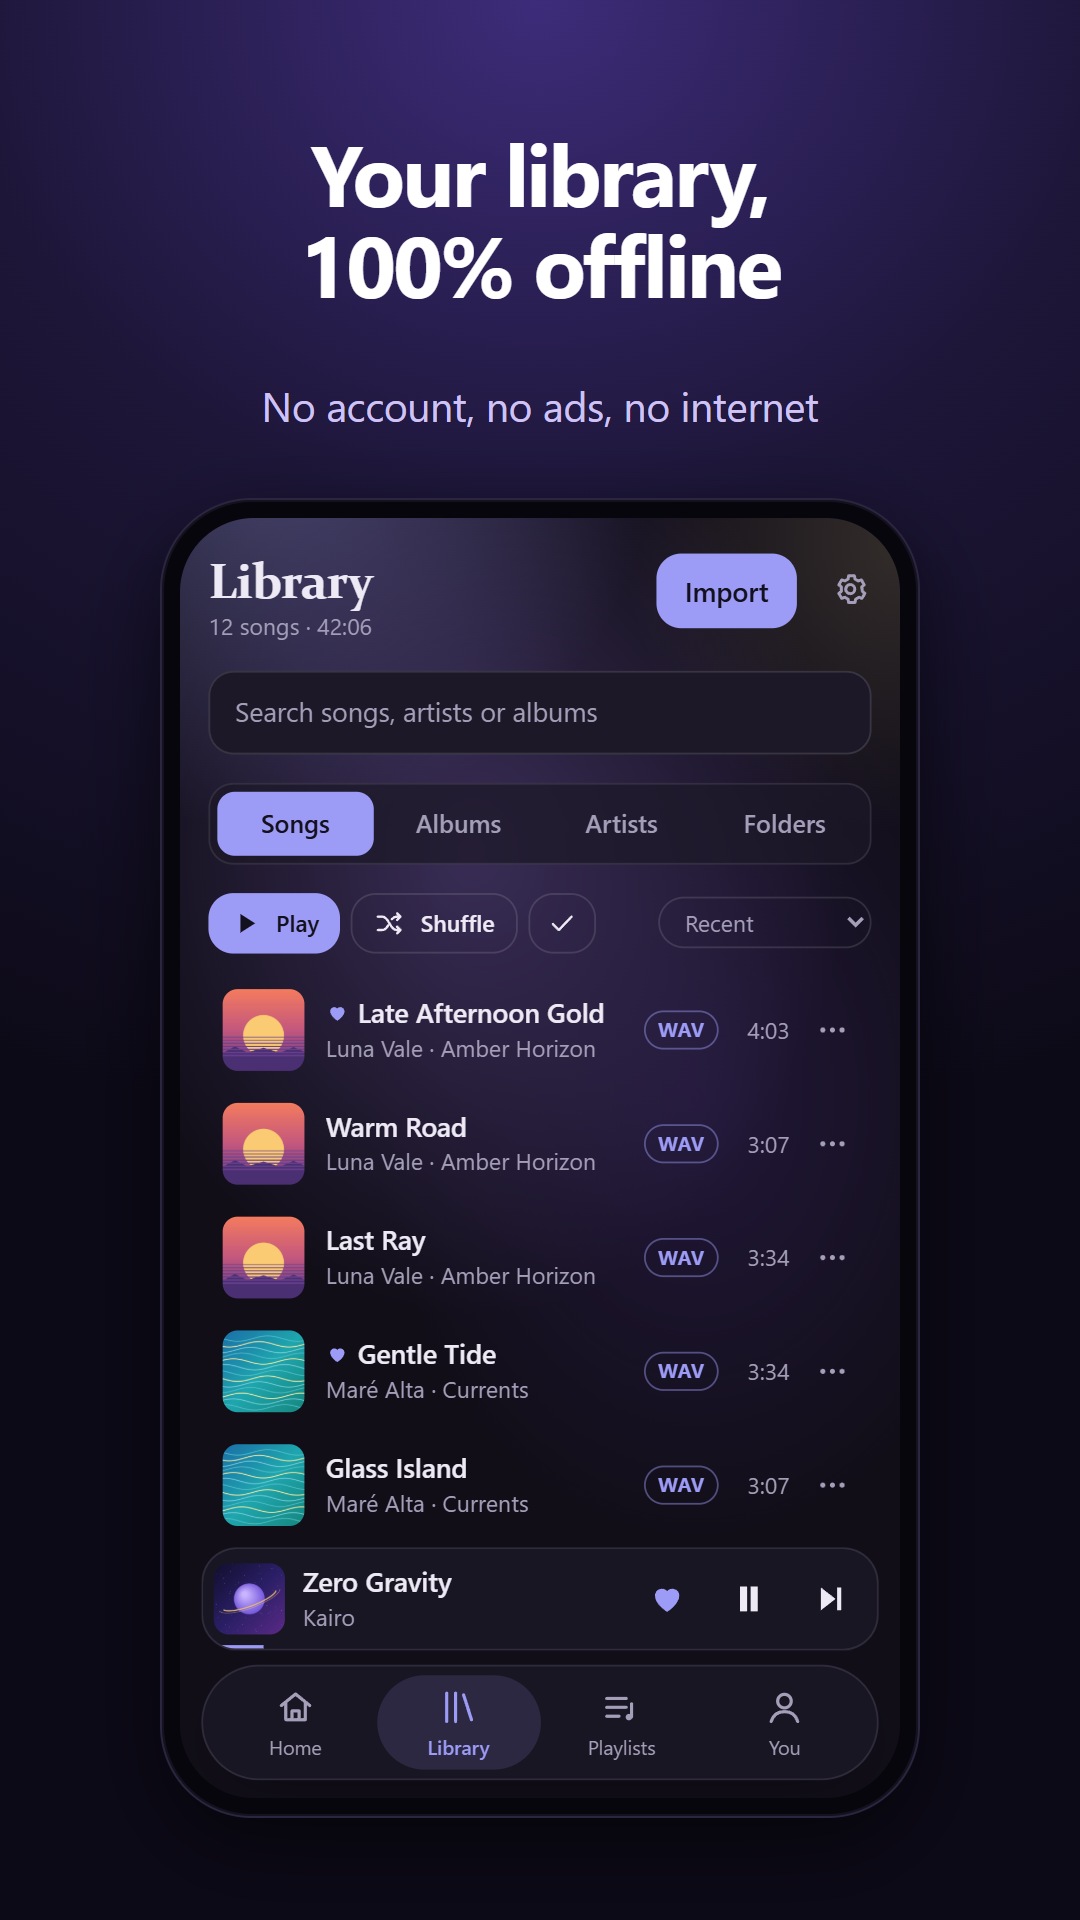 Your library,
100% offline
No account, no ads, no internet
Library
Import
12 songs · 42:06
Search songs, artists or albums
Songs Albums Artists Folders
Play Shuffle Recent
Late Afternoon Gold
Luna Vale · Amber Horizon
WAV 4:03
Warm Road
Luna Vale · Amber Horizon
WAV 3:07
Last Ray
Luna Vale · Amber Horizon
WAV 3:34
Gentle Tide
Maré Alta · Currents
WAV 3:34
Glass Island
Maré Alta · Currents
WAV 3:07
Zero Gravity
Kairo
Home Library Playlists You